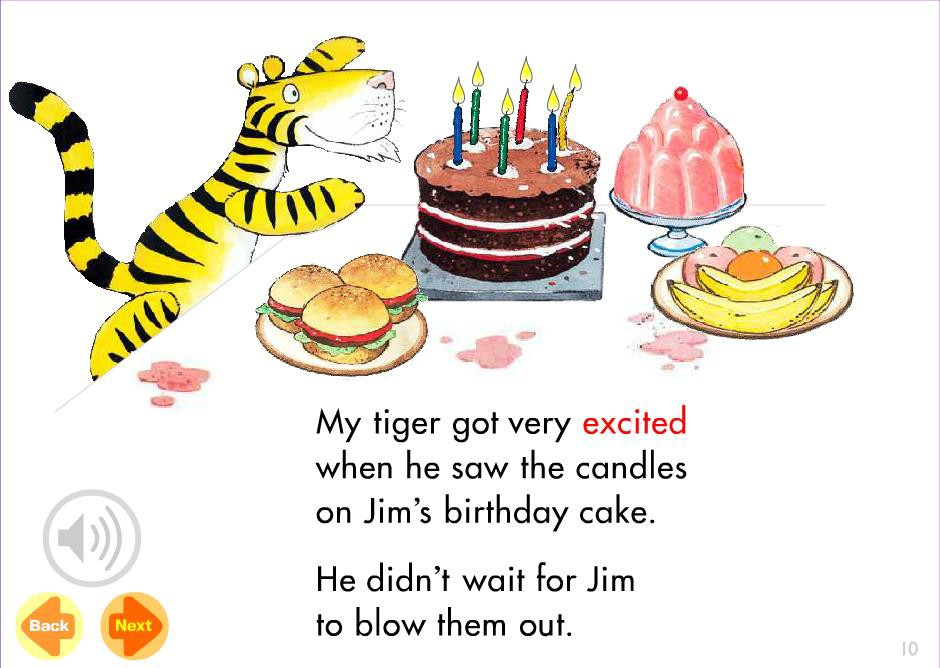 My tiger got very excited
when he saw the candles
on Jim's birthday cake.
He didn't wait for Jim
to blow them out.
Back
Next
10